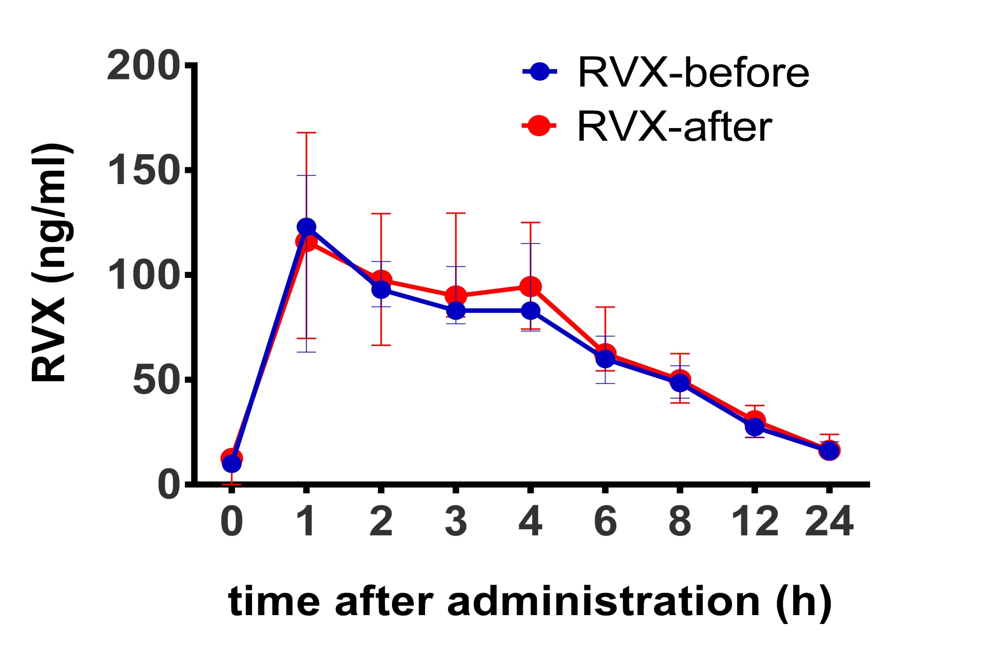 RVX-before
RVX-after
RVX (ng/ml)
200
150
100
50
0
0 1 2 3 4 6 8 12 24
time after administration (h)